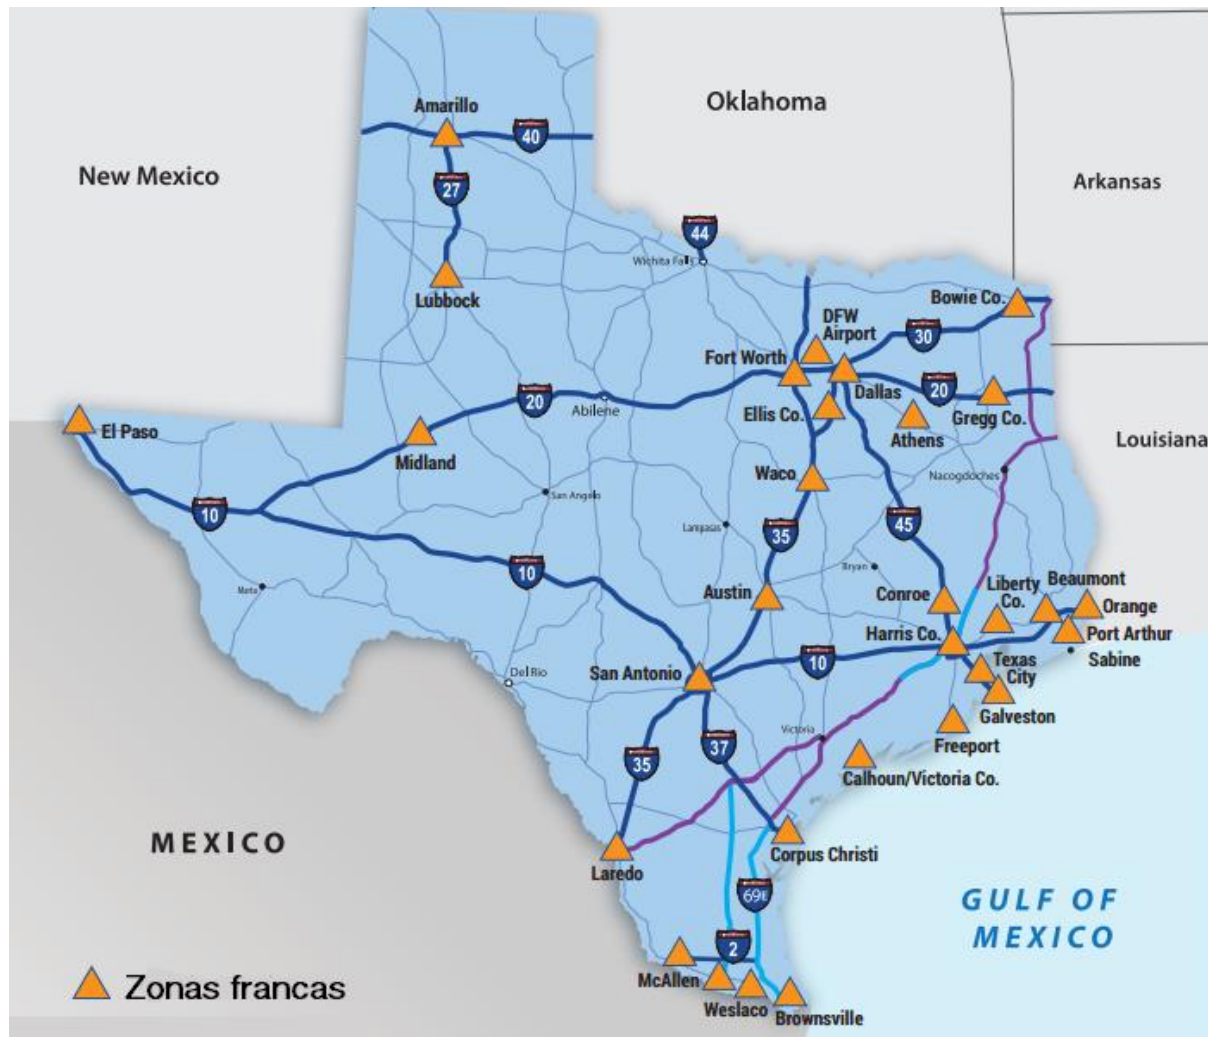 Amarillo
Oklahoma
40
New Mexico
Arkansas
27
44
Wichita Falls
Lubbock
Bowie Co.
DFW
Airport
30
Fort Worth
20
Dallas
20
Abilene
Ellis Co.
Gregg Co.
El Paso
Athens
Louisiana
Midland
Waco
Nacogdoches
San Angelo
10
Lampasas
35
45
Bryan
10
Marfa
Austin
Conroe
Liberty
Co.
Beaumont
Orange
Harris Co.
Port Arthur
Sabine
San Antonio
10
Texas
City
Del Rio
Galveston
Victoria
Freeport
37
35
Calhoun/Victoria Co.
MEXICO
Corpus Christi
Laredo
69E
GULF OF
MEXICO
2
McAllen
Zonas francas
Weslaco
Brownsville